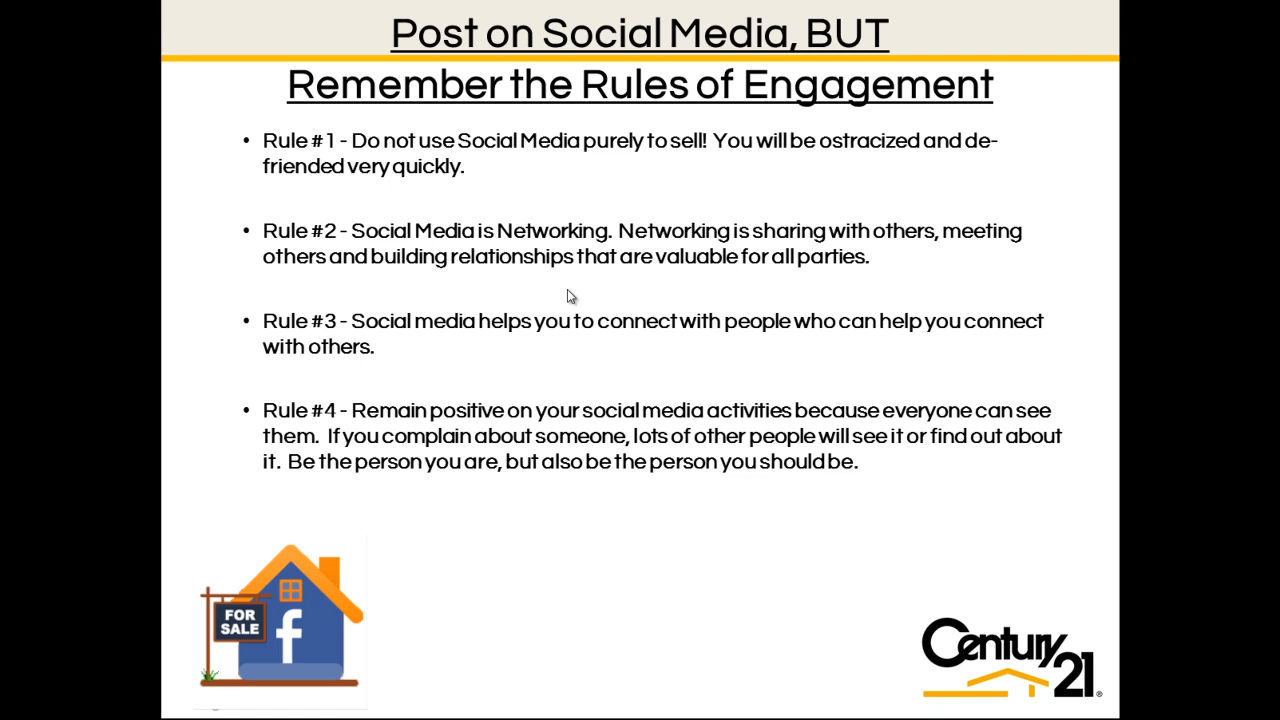 Post on Social Media, BUT
Remember the Rules of Engagement
• Rule #1 - Do not use Social Media purely to sell!  You will be ostracized and de-
friended very quickly.
• Rule #2 - Social Media is Networking.  Networking is sharing with others, meeting
others and building relationships that are valuable for all parties.
• Rule #3 - Social media helps you to connect with people who can help you connect
with others.
• Rule #4 - Remain positive on your social media activities because everyone can see
them.  If you complain about someone, lots of other people will see it or find out about
it.  Be the person you are, but also be the person you should be.
FOR
SALE
f
Century
21®